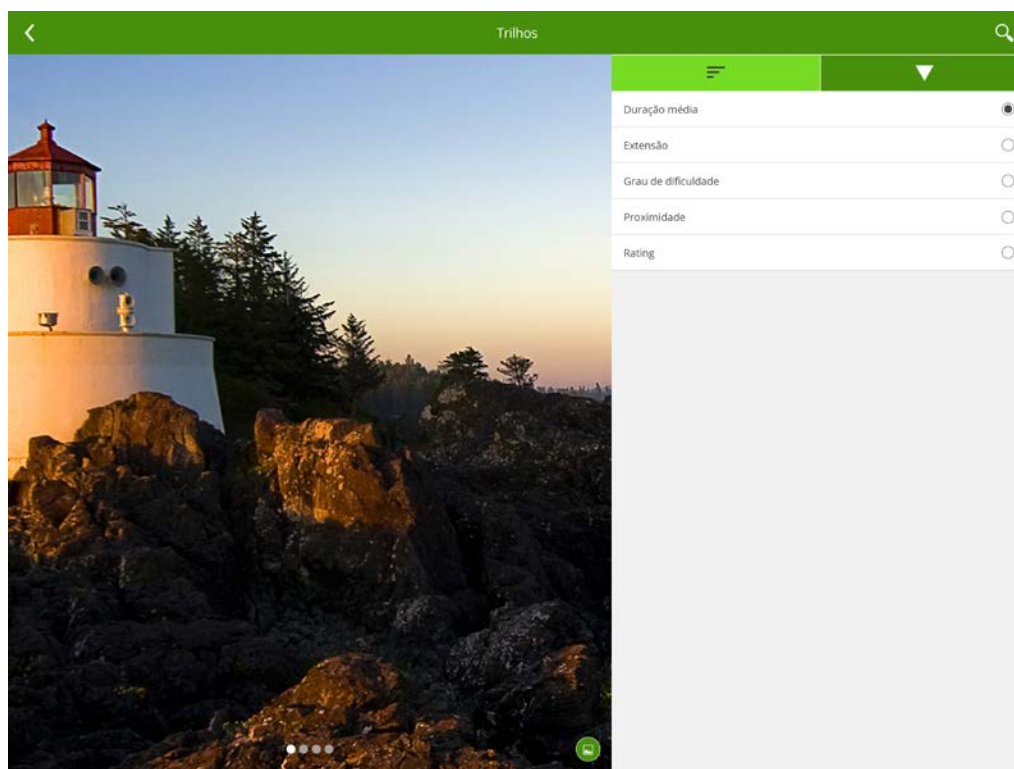 Trilhos
Duração média
Extensão
Grau de dificuldade
Proximidade
Rating